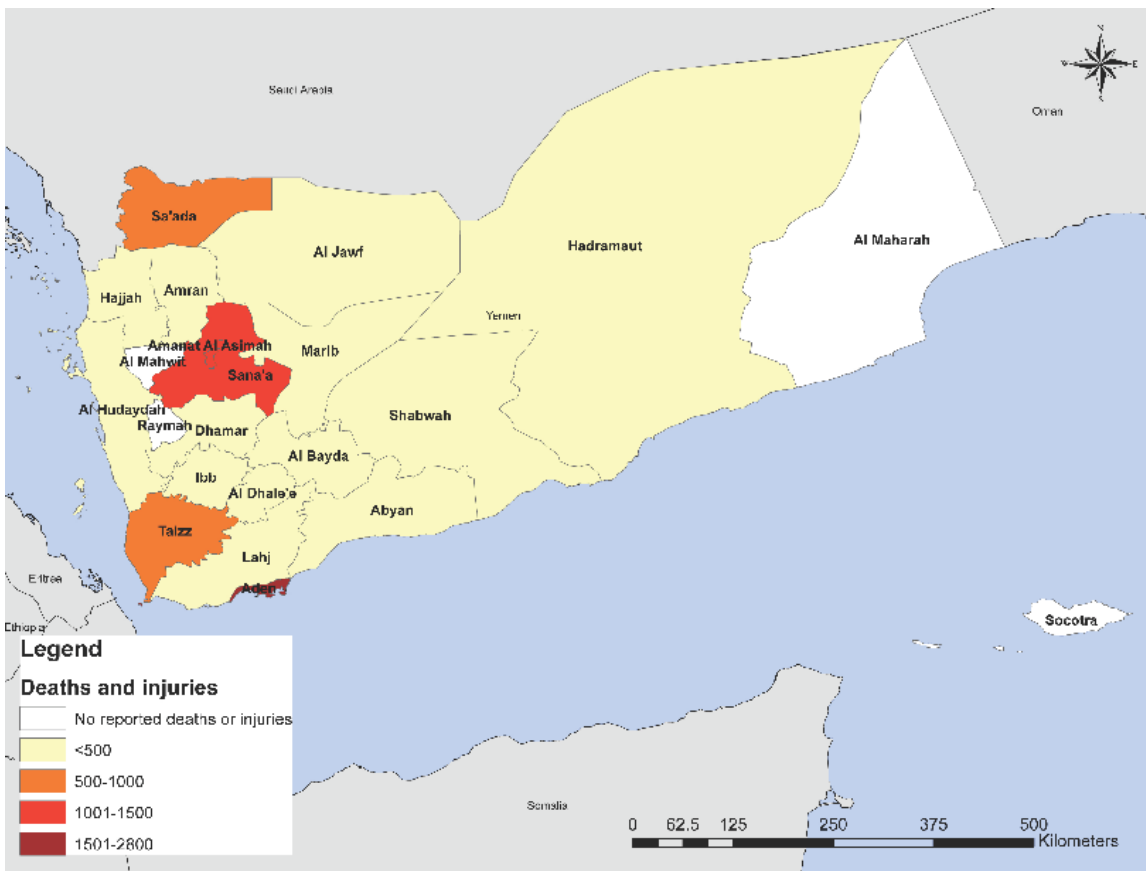 N
W
E
S
Saudi Arabia
Oman
Sa'ada
Al Jawf
Hadramaut
Al Maharah
Hajjah
Amran
Yemen
Amanat Al Asimah
Marib
Al Mahwit
Sana'a
Al Hudaydah
Raymah
Dhamar
Shabwah
Al Bayda
Ibb
Al Dhale'e
Abyan
Taizz
Lahj
Aden
Eritrea
Ethiopia
Socotra
Somalia
Legend
Deaths and injuries
No reported deaths or injuries
<500
500-1000
1001-1500
1501-2800
0 62.5 125 250 375 500
Kilometers